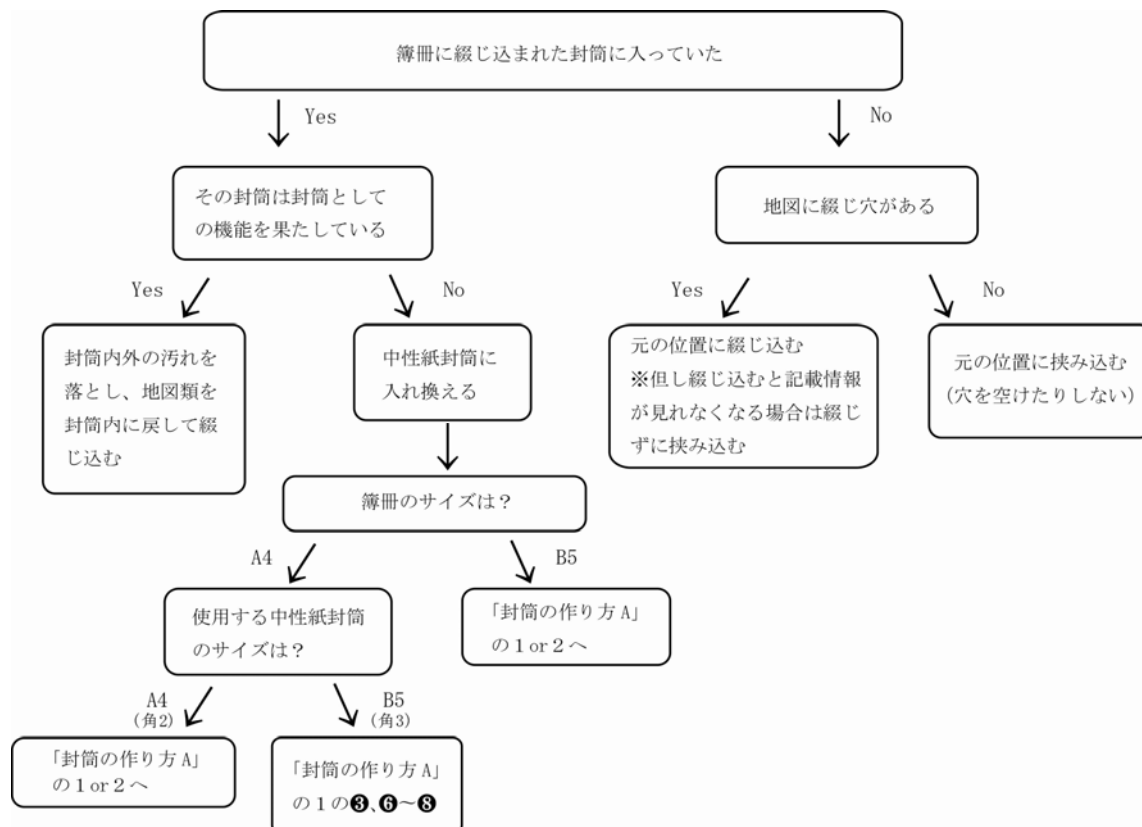 簿冊に綴じ込まれた封筒に入っていた
Yes
No
その封筒は封筒として
の機能を果たしている
地図に綴じ穴がある
Yes
No
Yes
No
封筒内外の汚れを
落とし、地図類を
封筒内に戻して綴
じ込む
中性紙封筒に
入れ換える
元の位置に綴じ込む
※但し綴じ込むと記載情報
が見れなくなる場合は綴じ
ずに挟み込む
元の位置に挟み込む
(穴を空けたりしない)
簿冊のサイズは?
A4
B5
使用する中性紙封筒
のサイズは?
「封筒の作り方A」
の1or2へ
A4
(角2)
B5
(角3)
「封筒の作り方A」
の1or2へ
「封筒の作り方A」
の1の❸、❻~❽